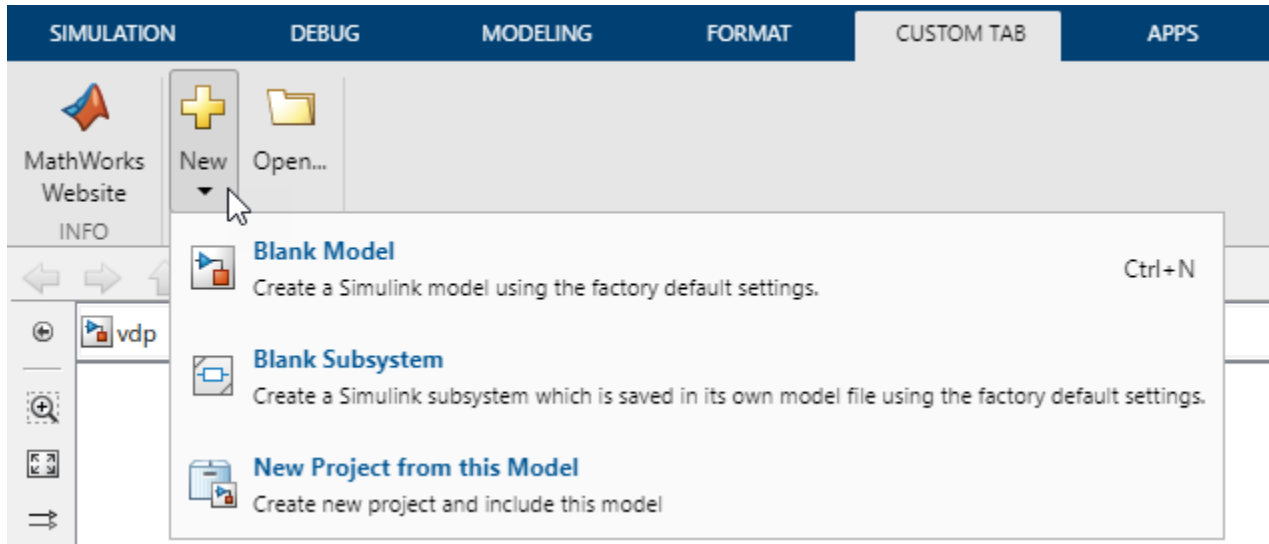 SIMULATION DEBUG MODELING FORMAT CUSTOM TAB APPS
MathWorks
Website
New
Open...
INFO
Blank Model
Create a Simulink model using the factory default settings.
Ctrl+N
Blank Subsystem
Create a Simulink subsystem which is saved in its own model file using the factory default settings.
New Project from this Model
Create new project and include this model
vdp